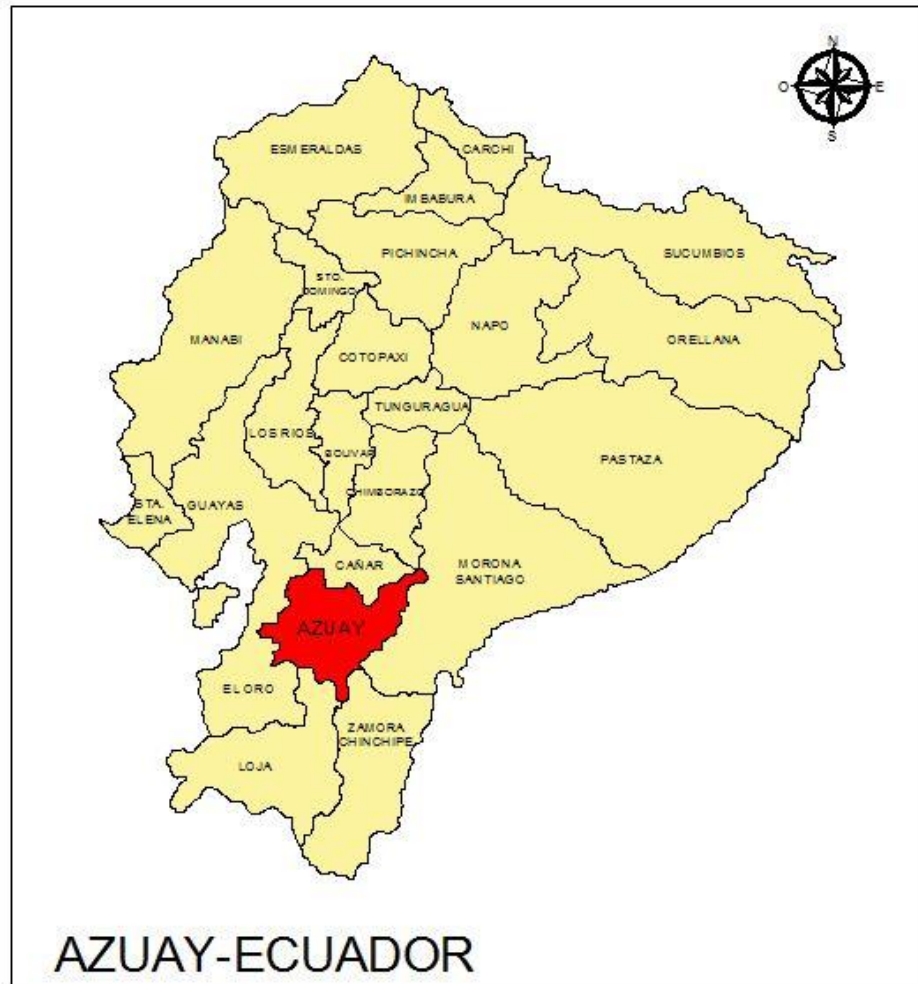 N
O
E
S
ESMERALDAS
CARCHI
IMBABURA
PICHINCHA
SUCUMBIOS
STO.
DOMINGO
NAPO
MANABI
ORELLANA
COTOPAXI
TUNGURAGUA
LOS RIOS
BOLIVAR
PASTAZA
CHIMBORAZO
STA.
ELENA
GUAYAS
CAÑAR
MORONA
SANTIAGO
AZUAY
EL ORO
ZAMORA
CHINCHIPE
LOJA
AZUAY-ECUADOR